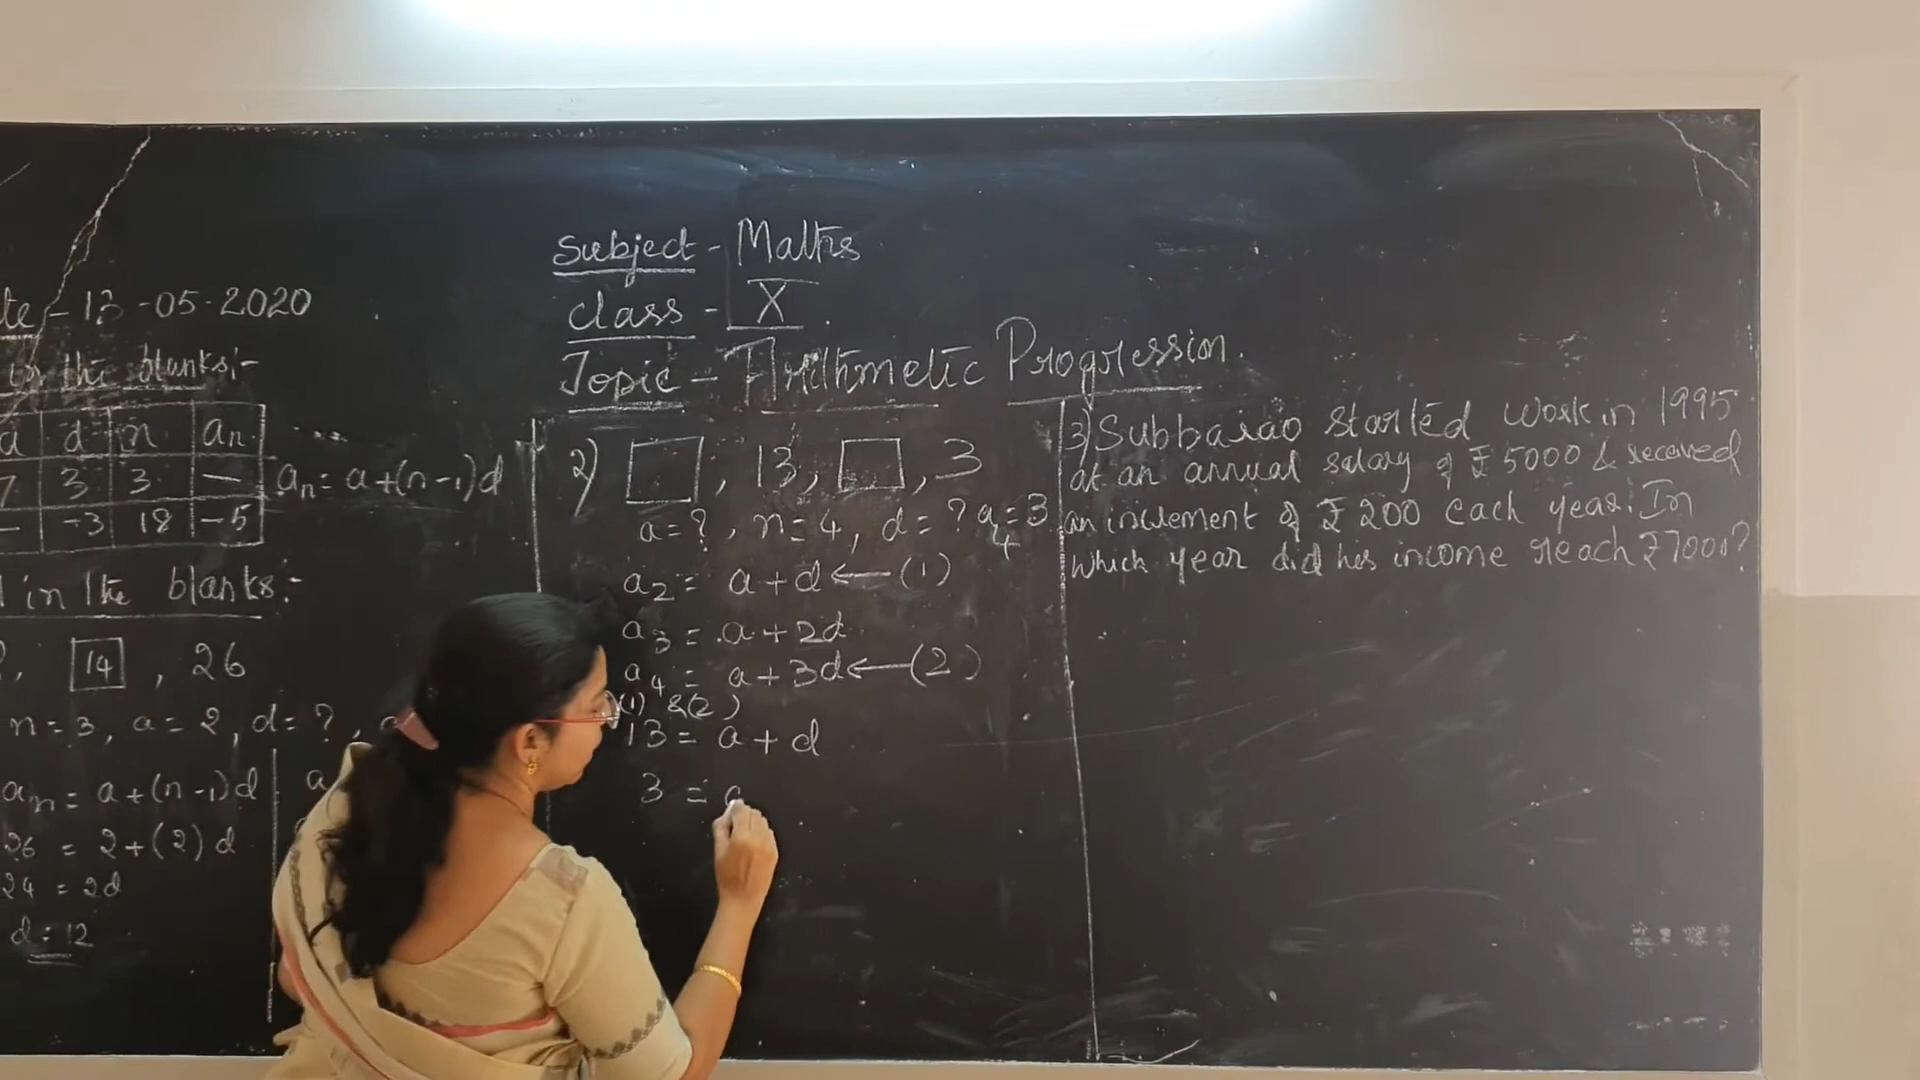 Subject - Maths
Class - X
Topic - Arithmetic Progression.
- 13-05-2020
the blanks:-
a d n an
7 3 3 —
— -3 18 -5
an = a+(n-1)d
in the blanks:-
, 14 , 26
n=3, a=2, d=?,
an = a+(n-1)d
26 = 2+(2)d
24 = 2d
d = 12
2) □, 13, □, 3
a=?, n=4, d=? a4=3
a2 = a+d ← (1)
a3 = a+2d
a4 = a+3d ← (2)
(1) & (2)
13 = a+d
3 = a
3) Subbarao started work in 1995
at an annual salary of ₹5000 & received
an increment of ₹200 each year. In
which year did his income reach ₹7000?